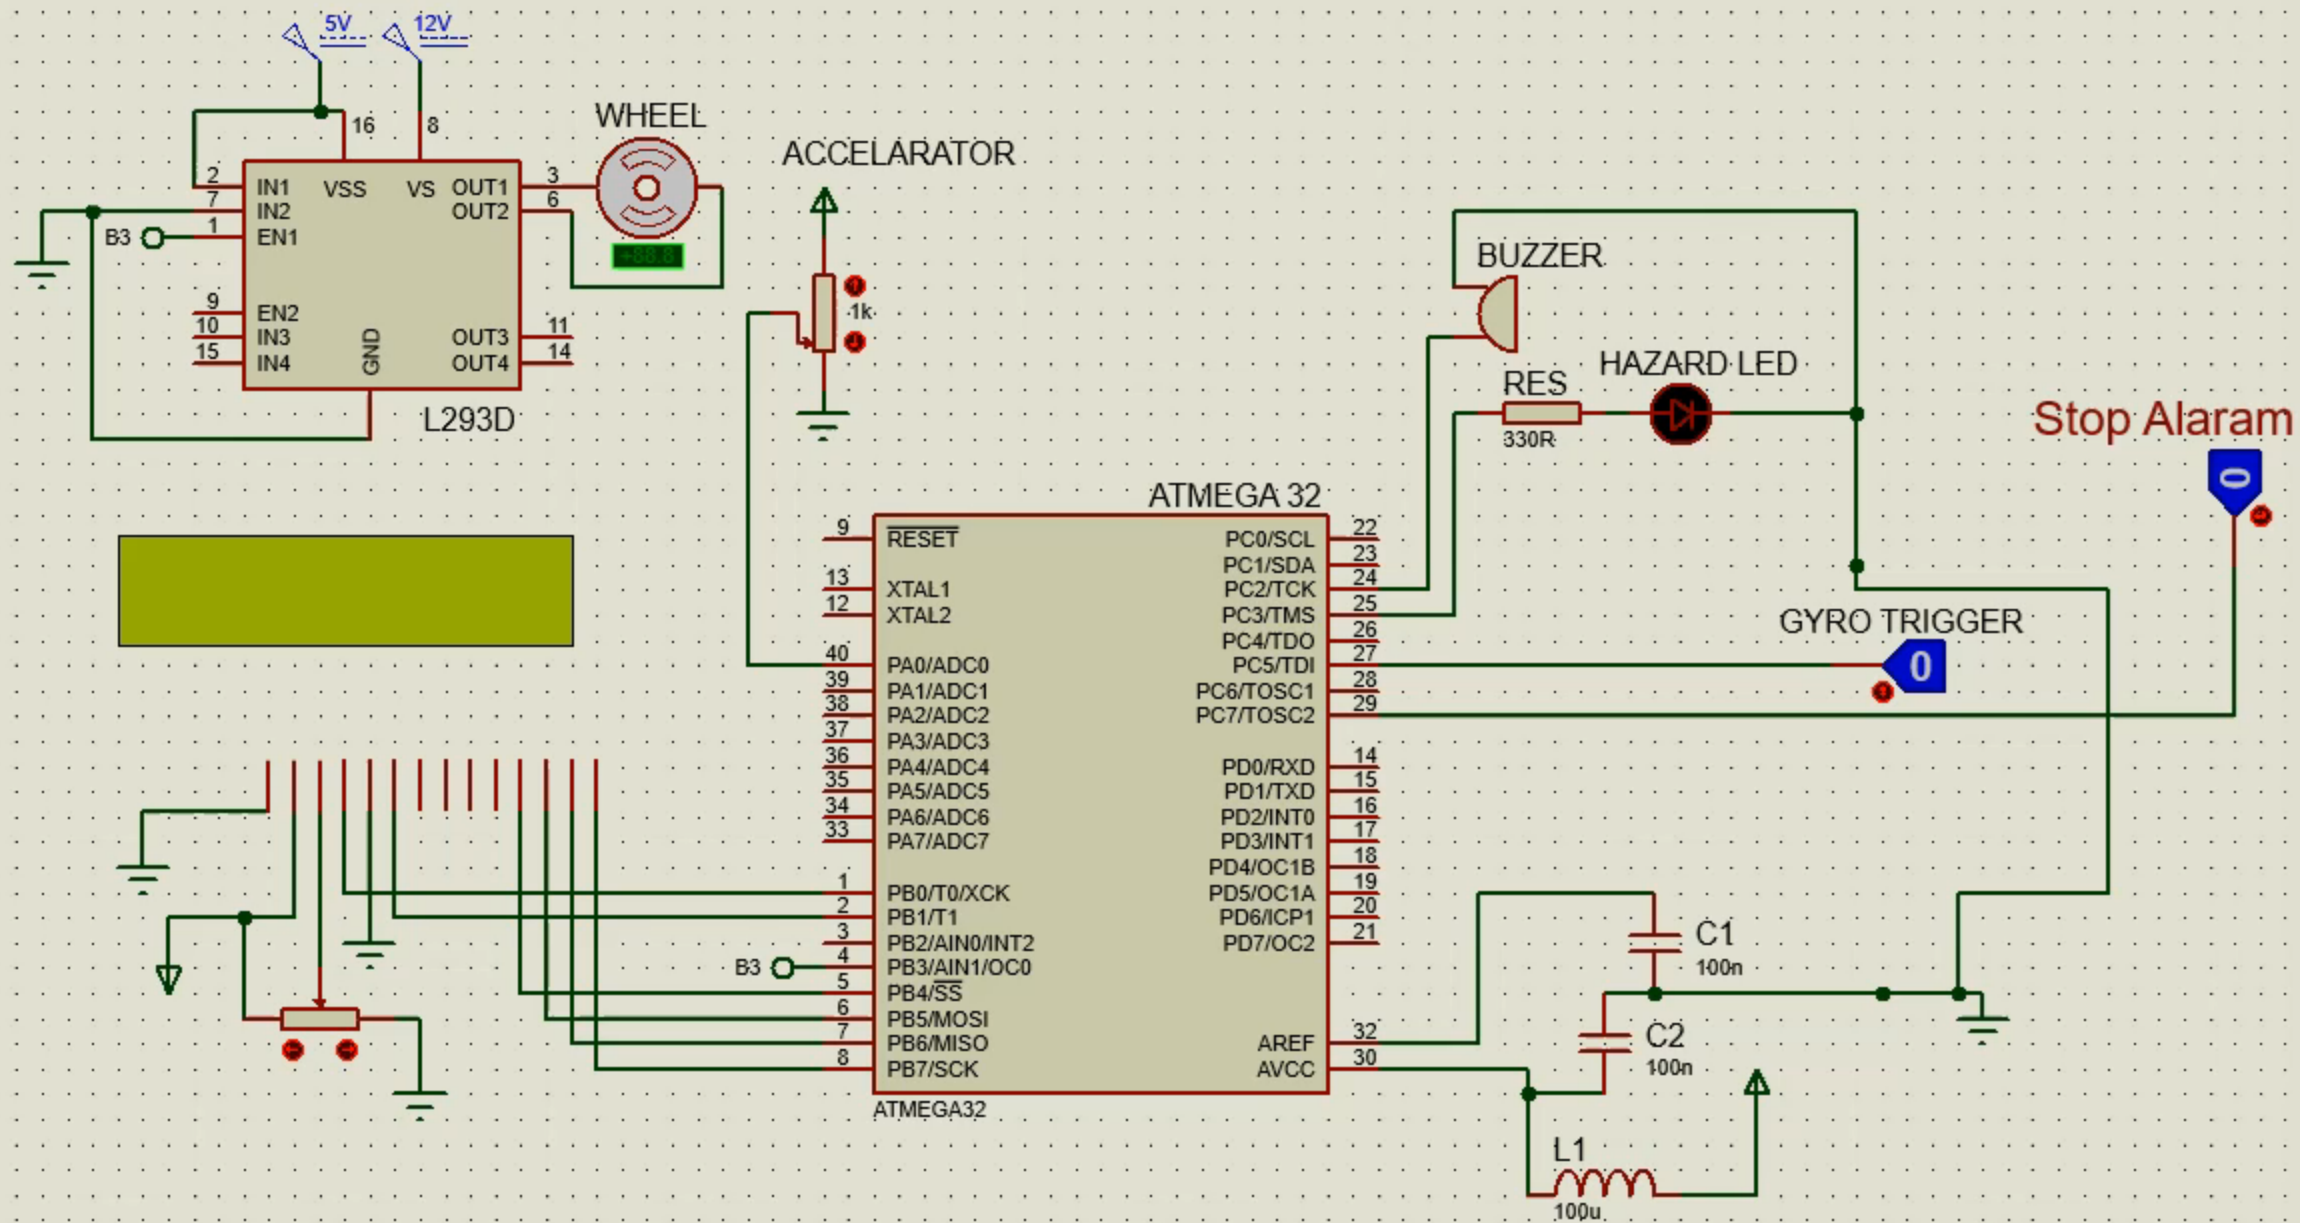 5V
12V
16
8
WHEEL
ACCELARATOR
2
7
1
IN1
IN2
EN1
VSS
VS
OUT1
OUT2
3
6
B3
+88.8
9
10
15
EN2
IN3
IN4
GND
OUT3
OUT4
11
14
L293D
1k
BUZZER
HAZARD LED
RES
330R
Stop Alaram
0
ATMEGA 32
9
RESET
13
XTAL1
12
XTAL2
40
PA0/ADC0
39
PA1/ADC1
38
PA2/ADC2
37
PA3/ADC3
36
PA4/ADC4
35
PA5/ADC5
34
PA6/ADC6
33
PA7/ADC7
1
PB0/T0/XCK
2
PB1/T1
3
PB2/AIN0/INT2
B3
4
PB3/AIN1/OC0
5
PB4/SS
6
PB5/MOSI
7
PB6/MISO
8
PB7/SCK
PC0/SCL
22
PC1/SDA
23
PC2/TCK
24
PC3/TMS
25
PC4/TDO
26
PC5/TDI
27
PC6/TOSC1
28
PC7/TOSC2
29
PD0/RXD
14
PD1/TXD
15
PD2/INT0
16
PD3/INT1
17
PD4/OC1B
18
PD5/OC1A
19
PD6/ICP1
20
PD7/OC2
21
AREF
32
AVCC
30
ATMEGA32
GYRO TRIGGER
0
C1
100n
C2
100n
L1
100u